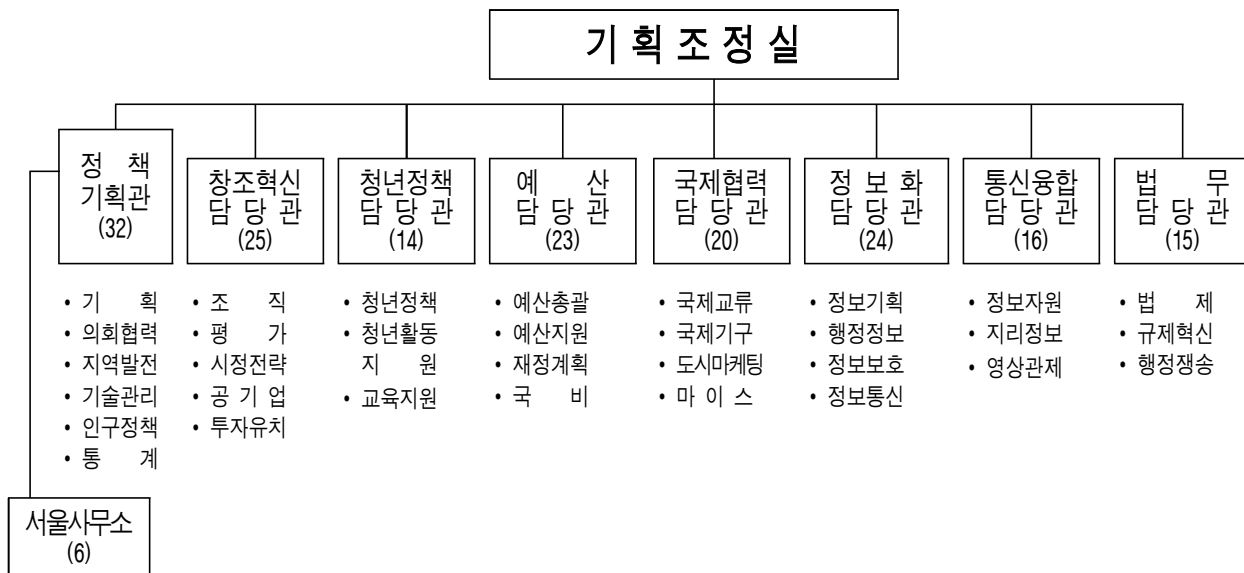 기 획 조 정 실
정 책
기획관
(32)
창조혁신
담 당 관
(25)
청년정책
담 당 관
(14)
예 산
담 당 관
(23)
국제협력
담 당 관
(20)
정 보 화
담 당 관
(24)
통신융합
담 당 관
(16)
법 무
담 당 관
(15)
• 기 획
• 의회협력
• 지역발전
• 기술관리
• 인구정책
• 통 계
• 조 직
• 평 가
• 시정전략
• 공 기 업
• 투자유치
• 청년정책
• 청년활동
지 원
• 교육지원
• 예산총괄
• 예산지원
• 재정계획
• 국 비
• 국제교류
• 국제기구
• 도시마케팅
• 마 이 스
• 정보기획
• 행정정보
• 정보보호
• 정보통신
• 정보자원
• 지리정보
• 영상관제
• 법 제
• 규제혁신
• 행정쟁송
서울사무소
(6)